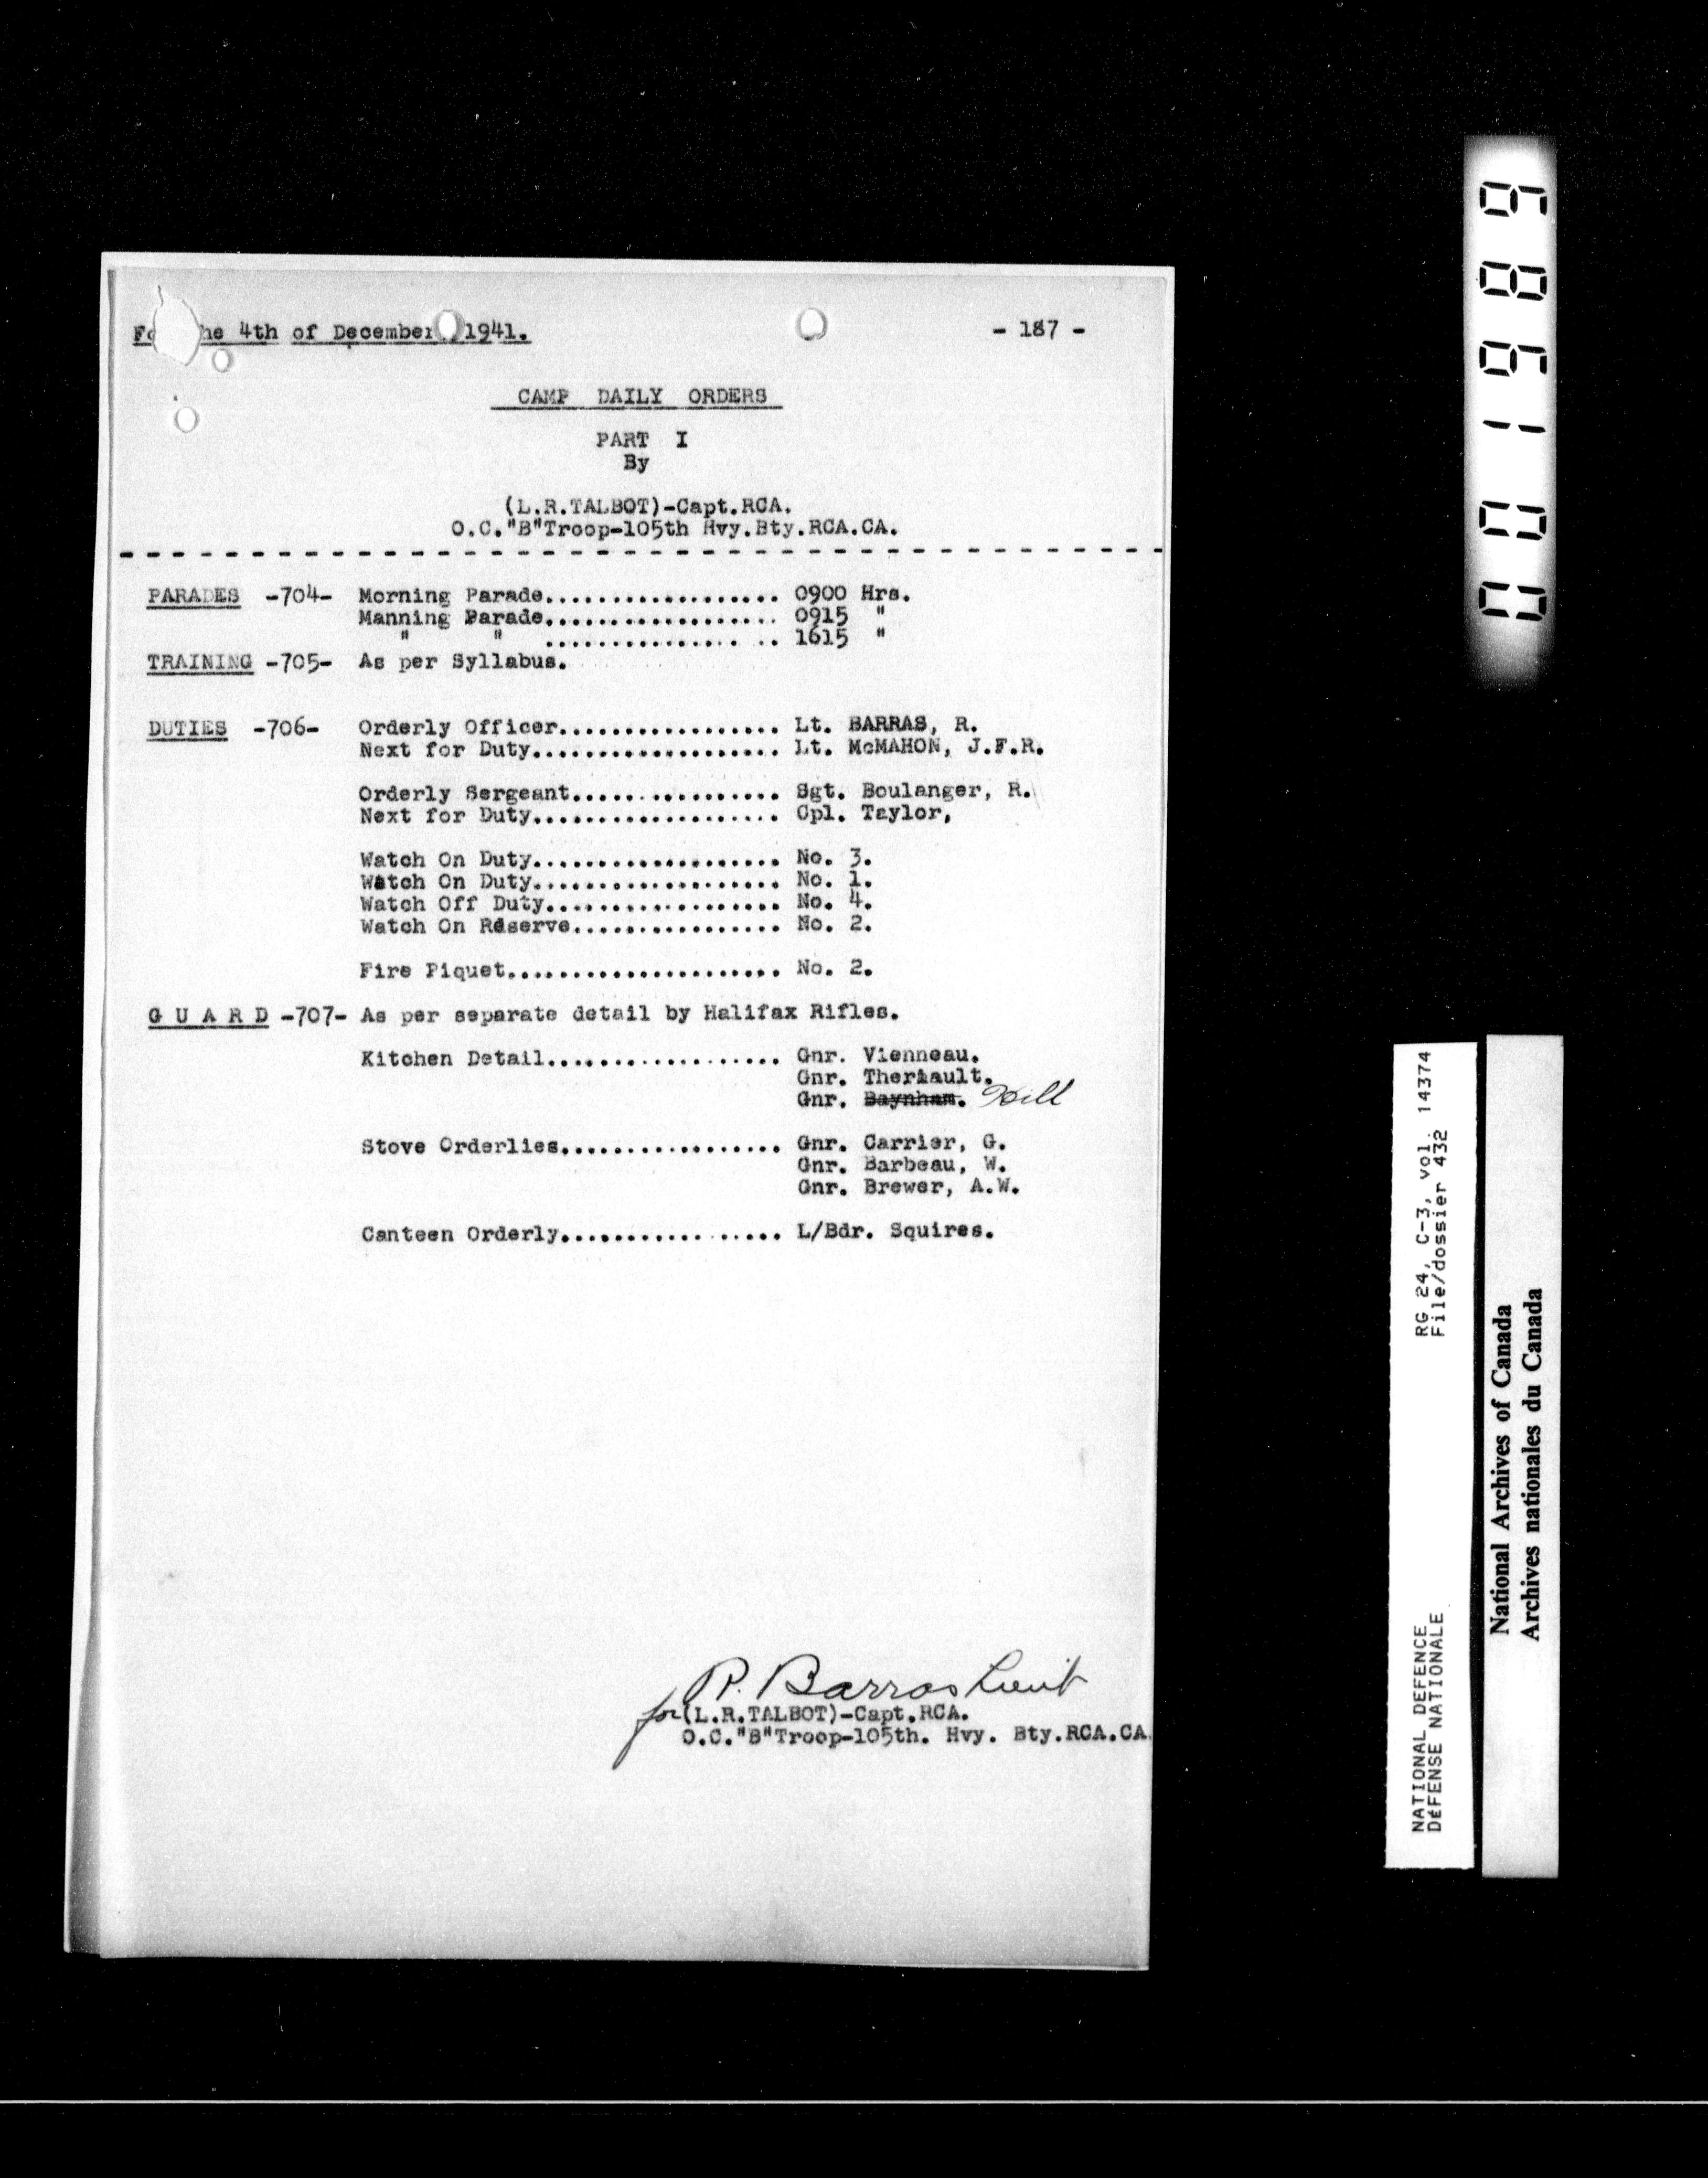 Fo he 4th of December 1941. - 187 -
CAMP DAILY ORDERS
PART I
By
(L.R.TALBOT)-Capt.RCA.
O.C."B"Troop-105th Hvy.Bty.RCA.CA.
PARADES -704- Morning Parade.................. 0900 Hrs.
Manning Parade.................. 0915 "
" " .................. 1615 "
TRAINING -705- As per Syllabus.
DUTIES -706- Orderly Officer................. Lt. BARRAS, R.
Next for Duty................... Lt. McMAHON, J.F.R.
Orderly Sergeant................ Sgt. Boulanger, R.
Next for Duty................... Cpl. Taylor,
Watch On Duty................... No. 3.
Watch On Duty................... No. 1.
Watch Off Duty.................. No. 4.
Watch On Reserve................ No. 2.
Fire Piquet..................... No. 2.
G U A R D -707- As per separate detail by Halifax Rifles.
Kitchen Detail.................. Gnr. Vienneau.
Gnr. Theriault.
Gnr. Baynham. Hill
Stove Orderlies................. Gnr. Carrier, G.
Gnr. Barbeau, W.
Gnr. Brewer, A.W.
Canteen Orderly................. L/Bdr. Squires.
R. Barras Lieut
for (L.R.TALBOT)-Capt.RCA.
O.C."B"Troop-105th. Hvy. Bty.RCA.CA.
001989
RG 24, C-3, vol. 14374
File/dossier 432
NATIONAL DEFENCE
DÉFENSE NATIONALE
National Archives of Canada
Archives nationales du Canada